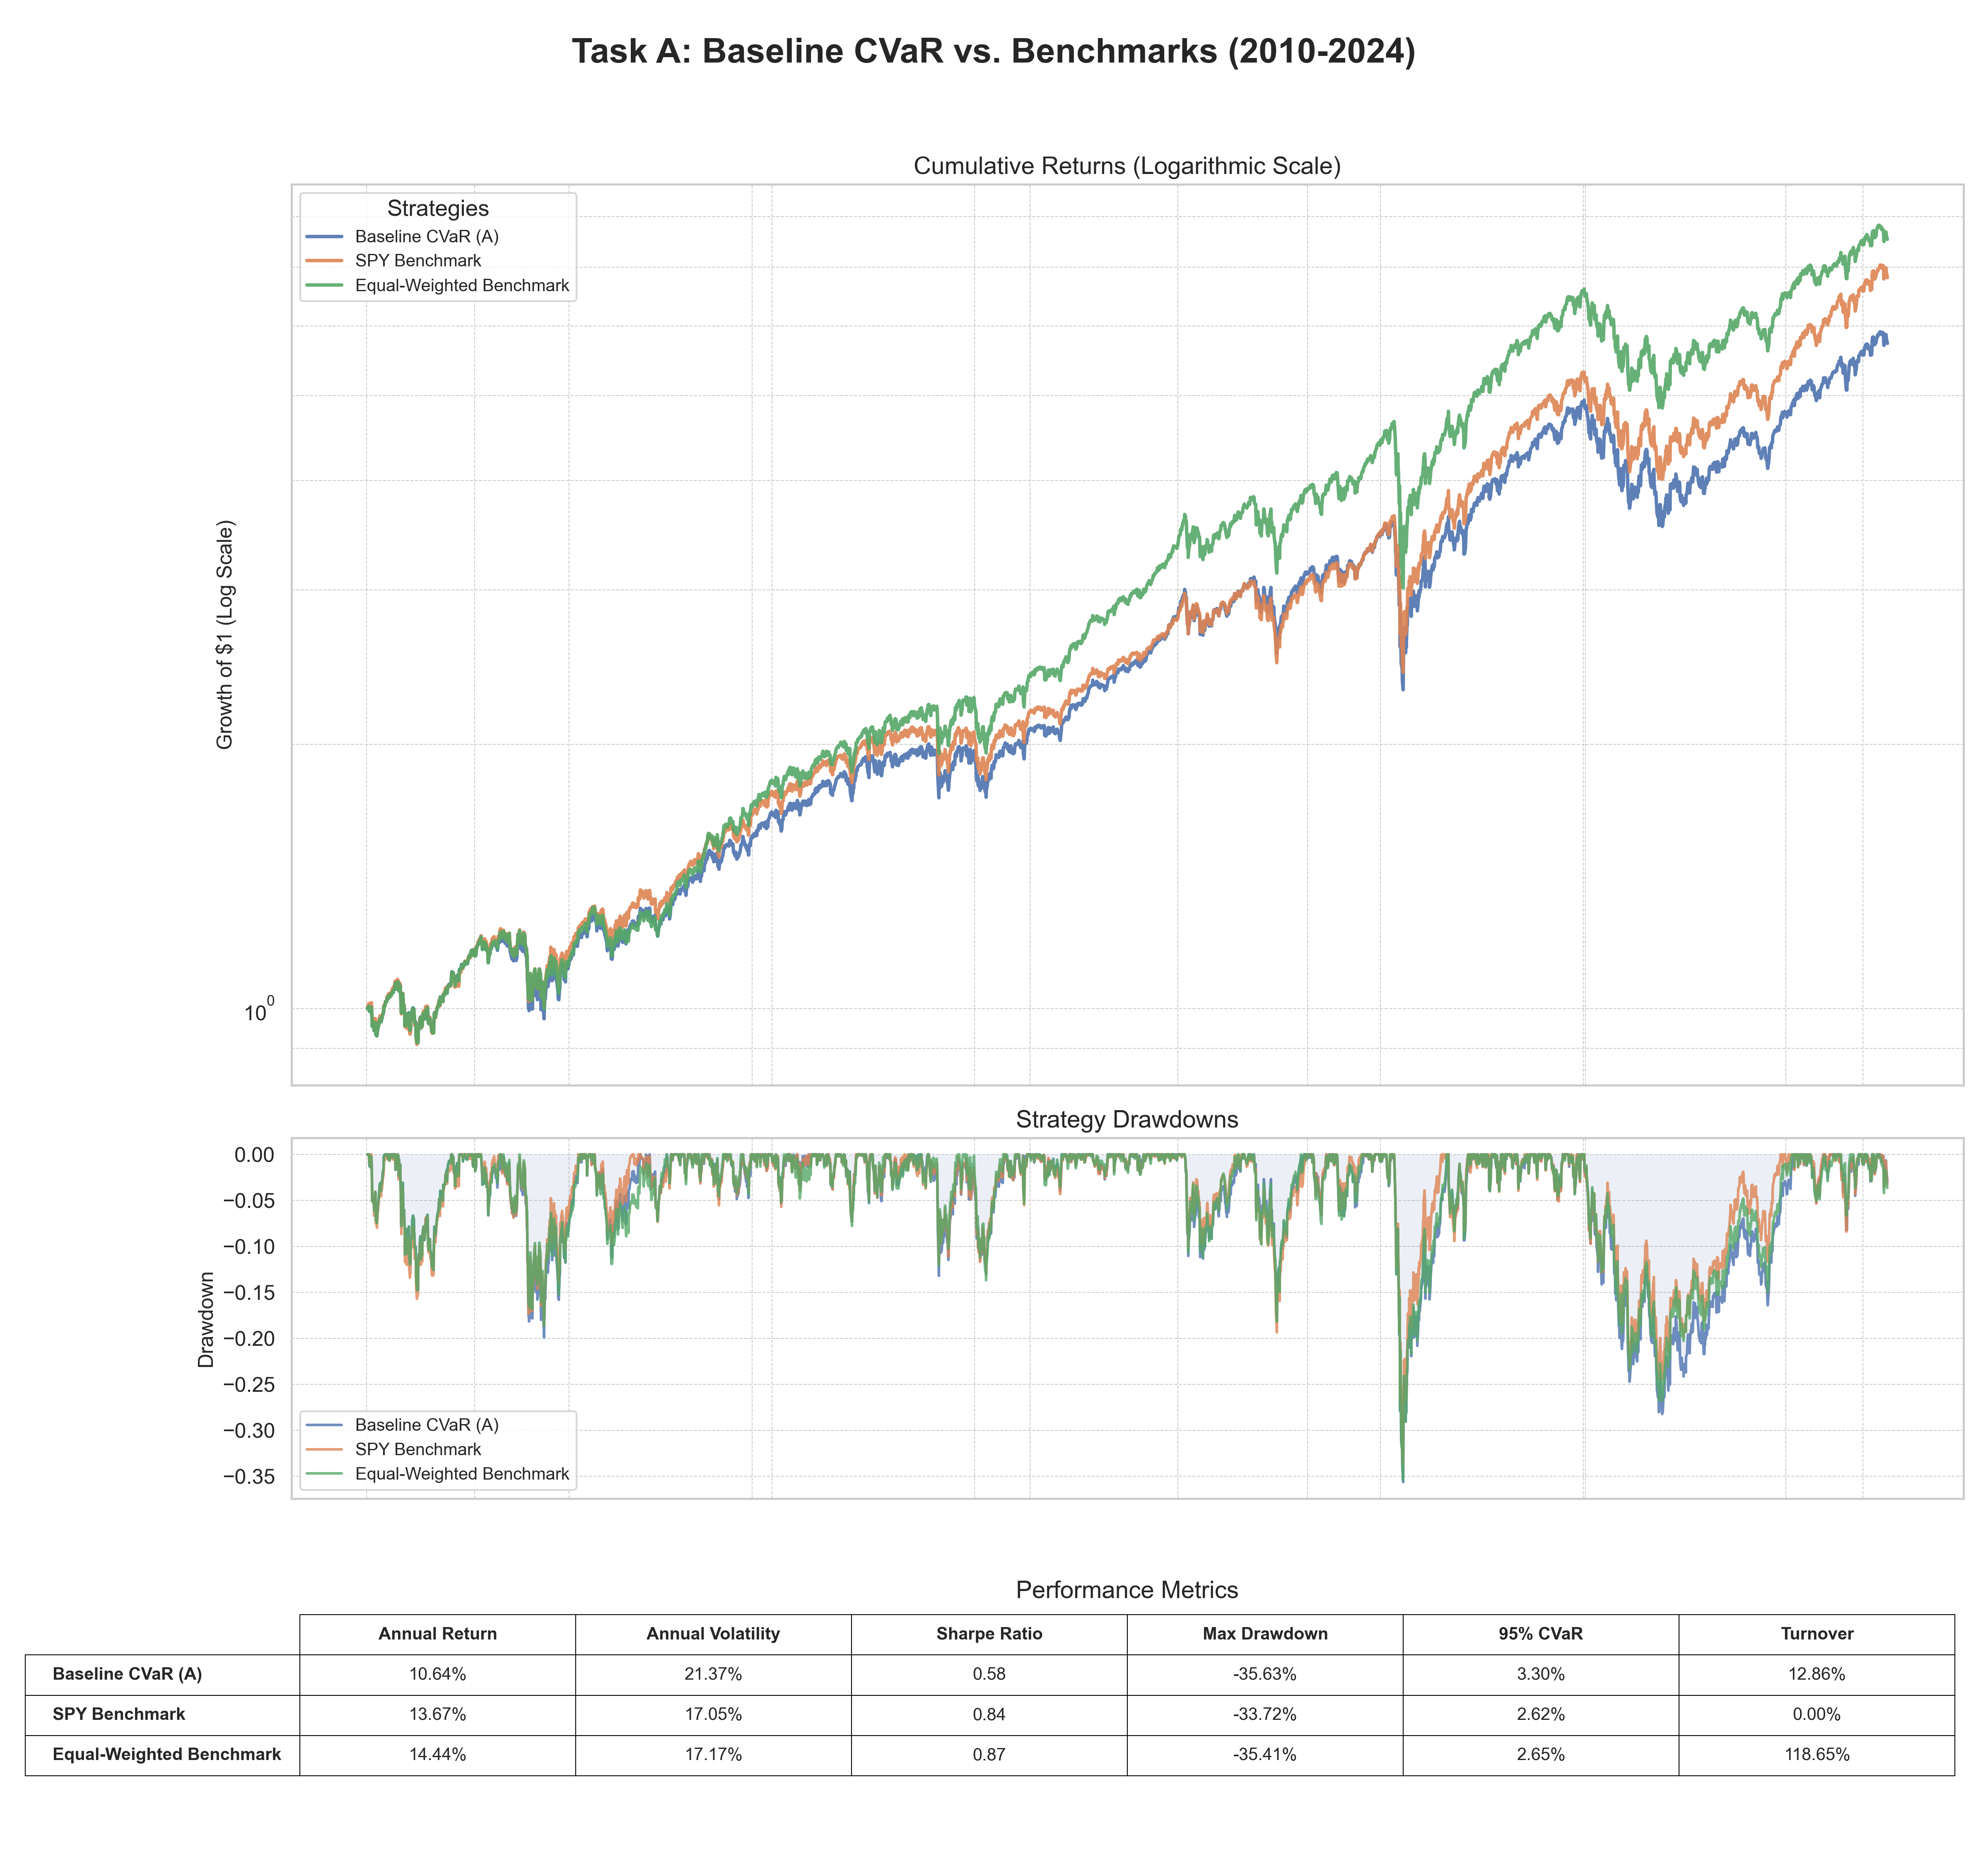 Task A: Baseline CVaR vs. Benchmarks (2010-2024)
Cumulative Returns (Logarithmic Scale)
Strategies
Baseline CVaR (A)
SPY Benchmark
Equal-Weighted Benchmark
Growth of $1 (Log Scale)
10⁰
Strategy Drawdowns
0.00
−0.05
−0.10
−0.15
−0.20
−0.25
−0.30
−0.35
Drawdown
Baseline CVaR (A)
SPY Benchmark
Equal-Weighted Benchmark
Performance Metrics
Annual Return Annual Volatility Sharpe Ratio Max Drawdown 95% CVaR Turnover
Baseline CVaR (A) 10.64% 21.37% 0.58 -35.63% 3.30% 12.86%
SPY Benchmark 13.67% 17.05% 0.84 -33.72% 2.62% 0.00%
Equal-Weighted Benchmark 14.44% 17.17% 0.87 -35.41% 2.65% 118.65%